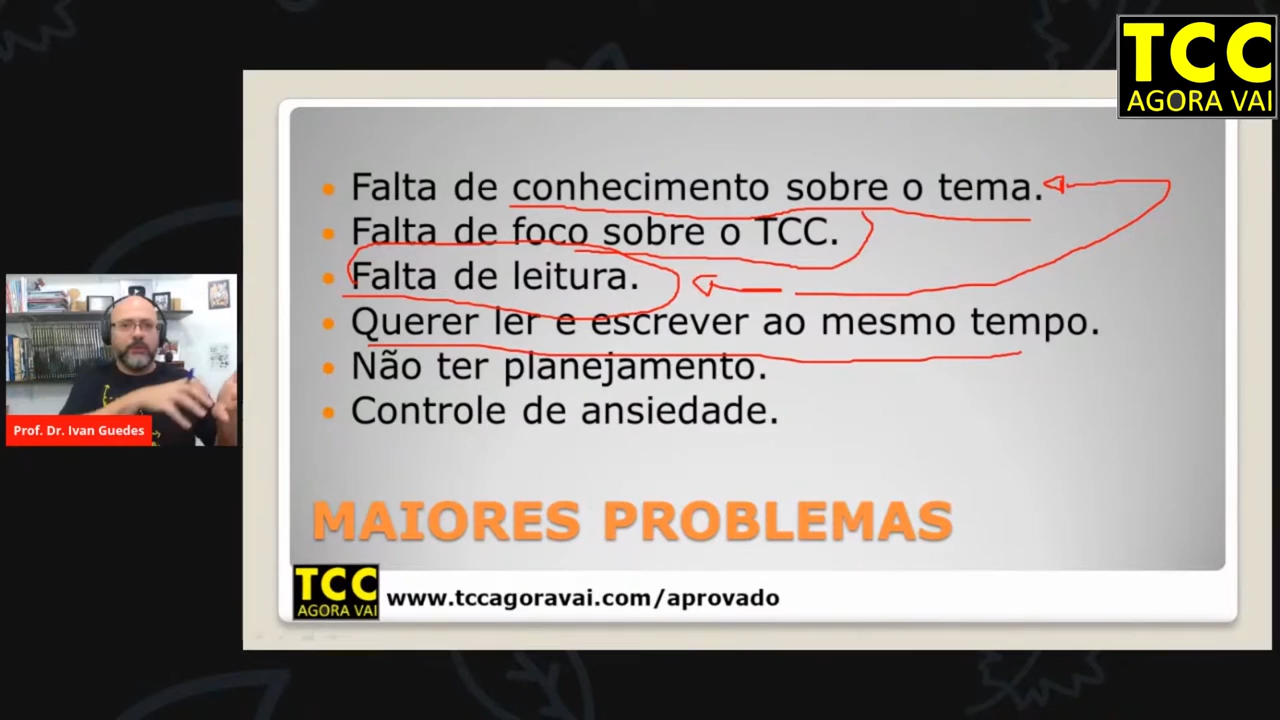 TCC
AGORA VAI
Falta de conhecimento sobre o tema.
Falta de foco sobre o TCC.
Falta de leitura.
Querer ler e escrever ao mesmo tempo.
Não ter planejamento.
Controle de ansiedade.
Prof. Dr. Ivan Guedes
MAIORES PROBLEMAS
TCC
AGORA VAI
www.tccagoravai.com/aprovado